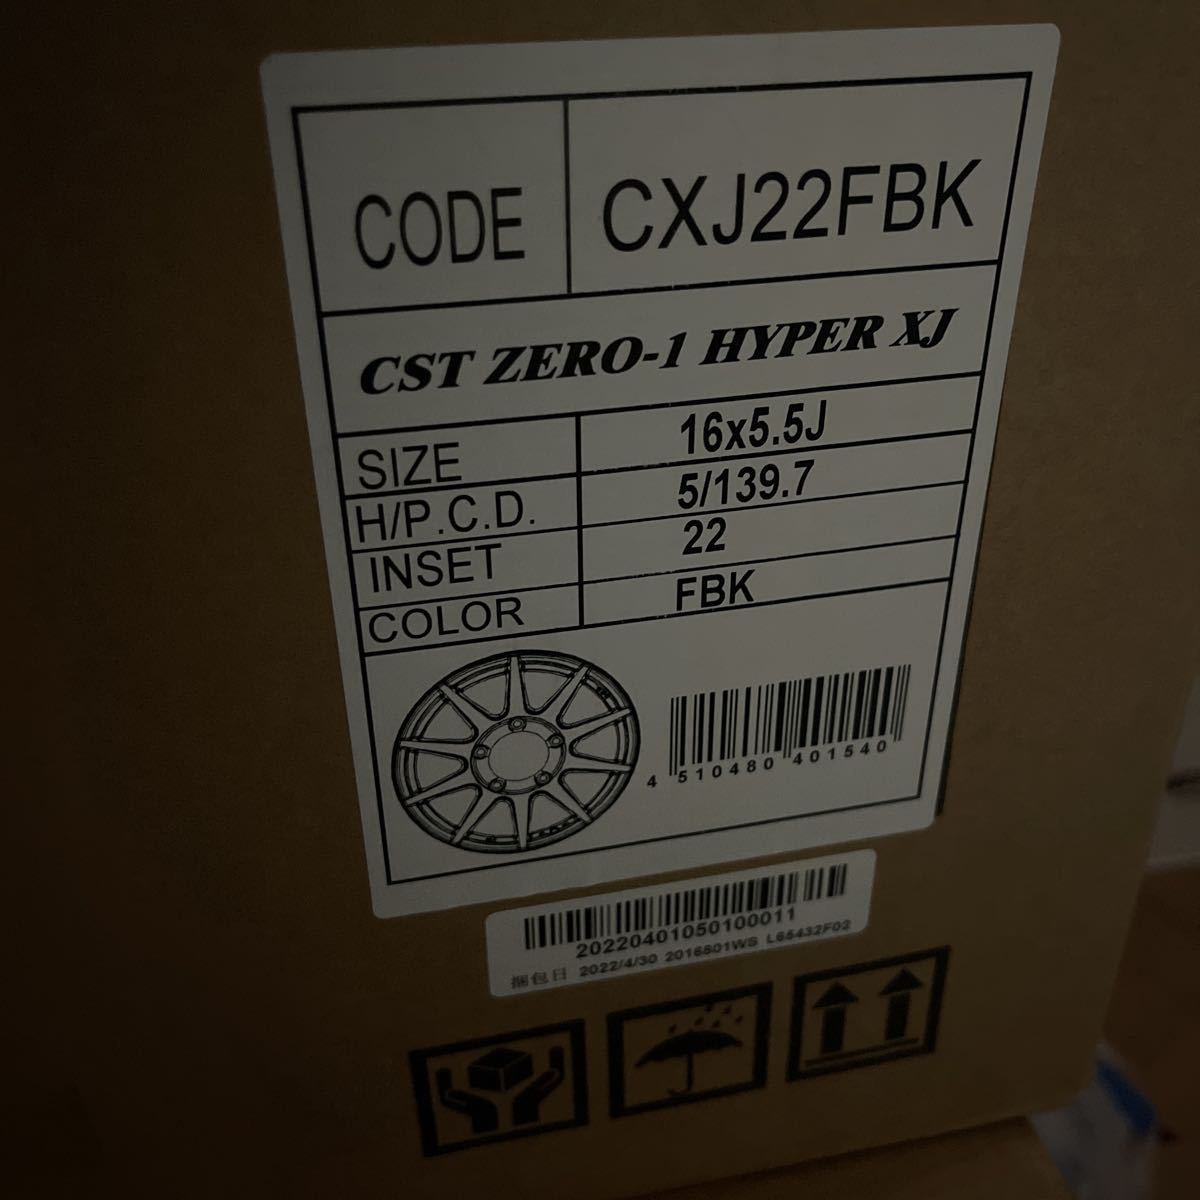 CODE CXJ22FBK
CST ZERO-1 HYPER XJ
SIZE 16x5.5J
H/P.C.D. 5/139.7
INSET 22
COLOR FBK
4 510480 401540
20220401050100011
梱包日 2022/4/30 2016801WS L65432F02